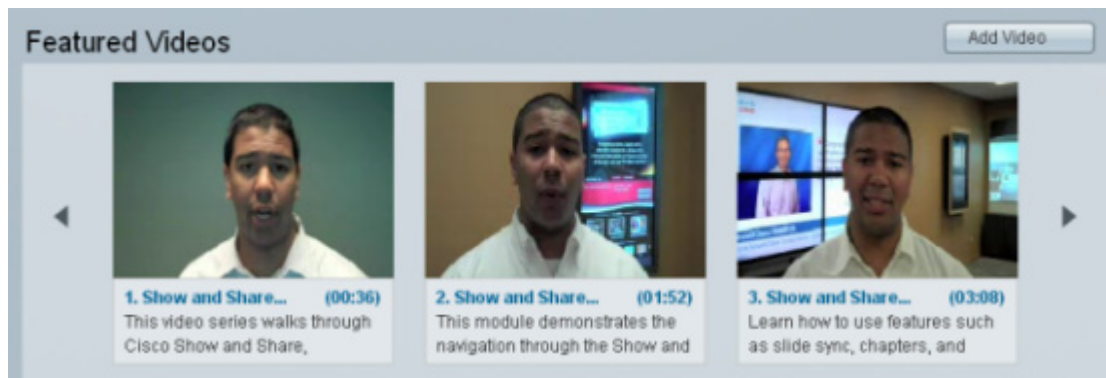 Featured Videos
Add Video
1. Show and Share... (00:36)
This video series walks through
Cisco Show and Share,
2. Show and Share... (01:52)
This module demonstrates the
navigation through the Show and
3. Show and Share... (03:08)
Learn how to use features such
as slide sync, chapters, and